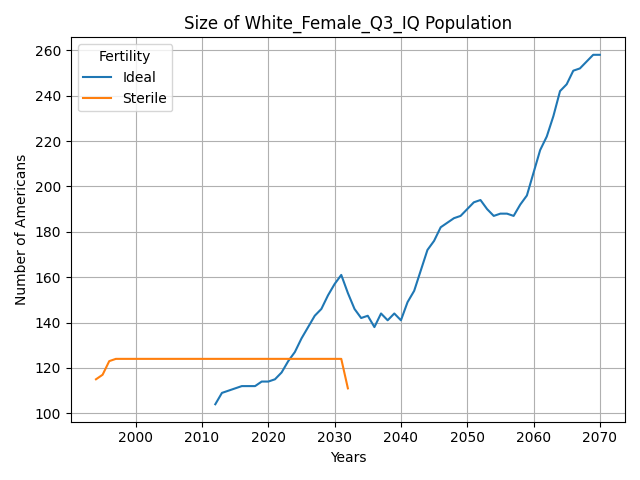 Size of White_Female_Q3_IQ Population
Fertility
Ideal
Sterile
Number of Americans
260
240
220
200
180
160
140
120
100
2000
2010
2020
2030
2040
2050
2060
2070
Years